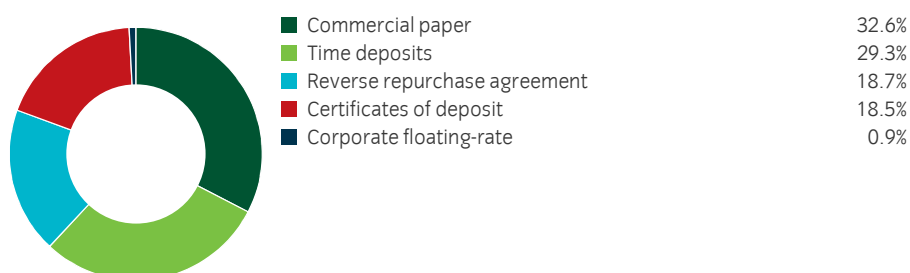 Commercial paper 32.6%
Time deposits 29.3%
Reverse repurchase agreement 18.7%
Certificates of deposit 18.5%
Corporate floating-rate 0.9%